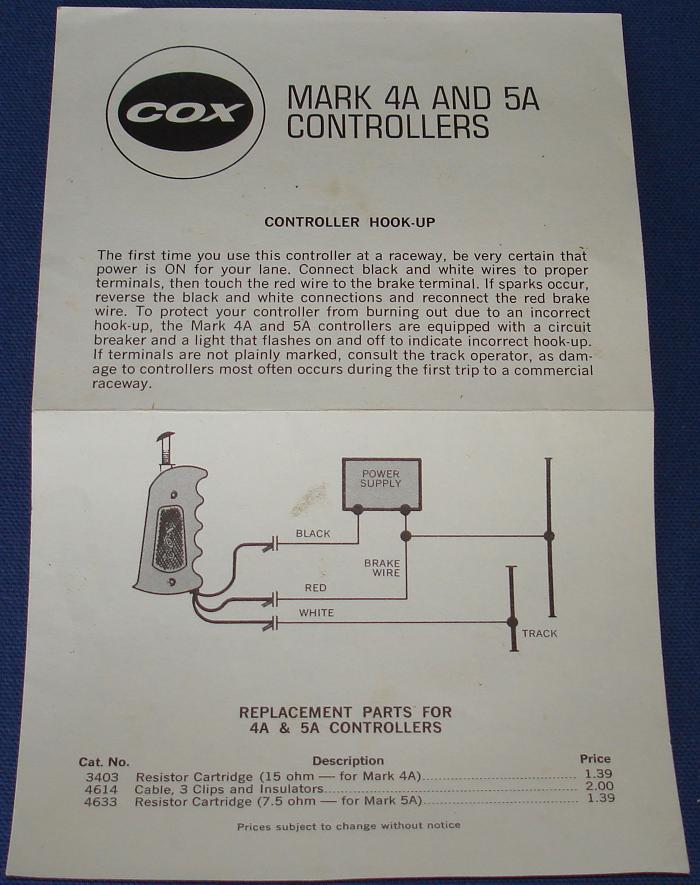 COX
MARK 4A AND 5A
CONTROLLERS
CONTROLLER HOOK-UP
The first time you use this controller at a raceway, be very certain that
power is ON for your lane. Connect black and white wires to proper
terminals, then touch the red wire to the brake terminal. If sparks occur,
reverse the black and white connections and reconnect the red brake
wire. To protect your controller from burning out due to an incorrect
hook-up, the Mark 4A and 5A controllers are equipped with a circuit
breaker and a light that flashes on and off to indicate incorrect hook-up.
If terminals are not plainly marked, consult the track operator, as dam-
age to controllers most often occurs during the first trip to a commercial
raceway.
POWER
SUPPLY
BLACK
BRAKE
WIRE
RED
WHITE
TRACK
REPLACEMENT PARTS FOR
4A & 5A CONTROLLERS
Cat. No. Description Price
3403 Resistor Cartridge (15 ohm — for Mark 4A) 1.39
4614 Cable, 3 Clips and Insulators 2.00
4633 Resistor Cartridge (7.5 ohm — for Mark 5A) 1.39
Prices subject to change without notice